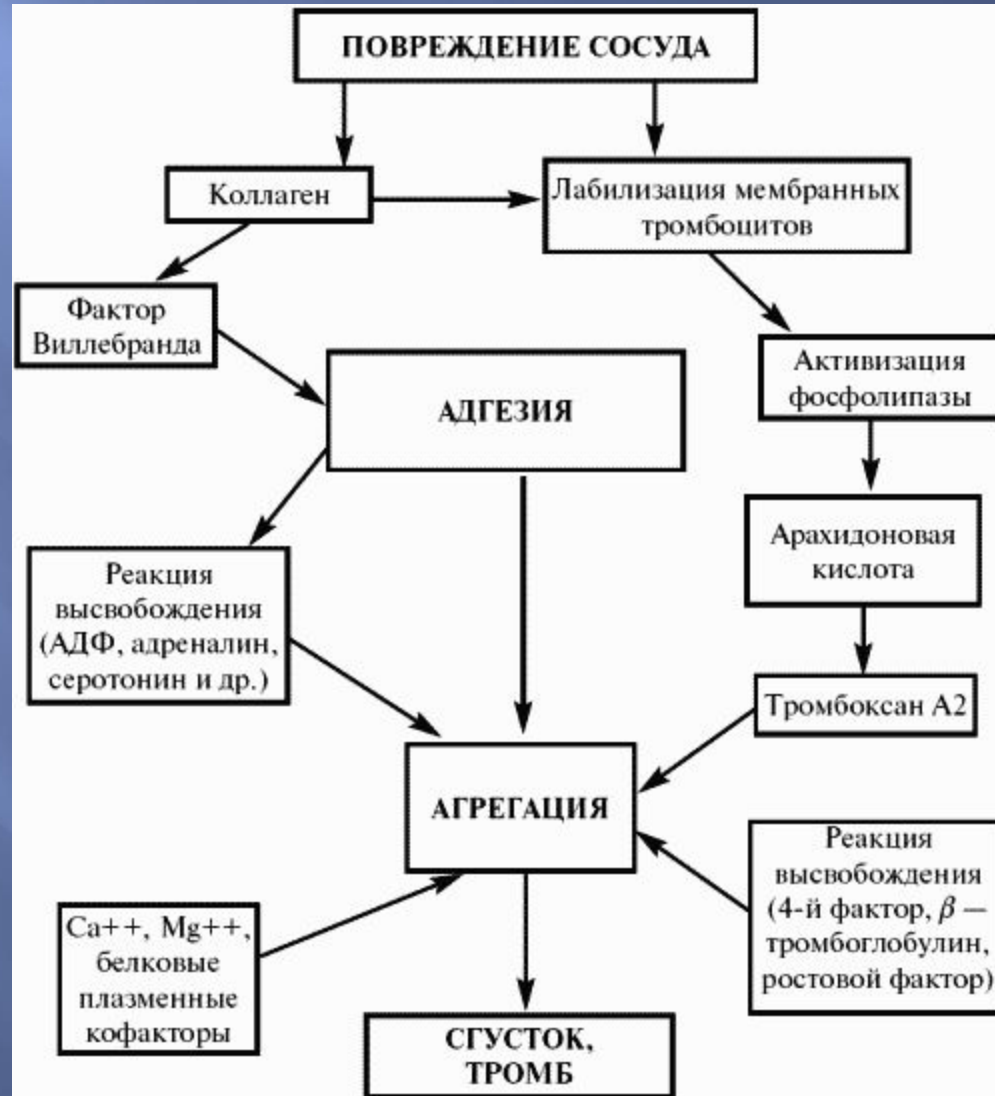 ПОВРЕЖДЕНИЕ СОСУДА
Коллаген
Лабилизация мембранных
тромбоцитов
Фактор
Виллебранда
Активизация
фосфолипазы
АДГЕЗИЯ
Арахидоновая
кислота
Реакция
высвобождения
(АДФ, адреналин,
серотонин и др.)
Тромбоксан А2
АГРЕГАЦИЯ
Реакция
высвобождения
(4-й фактор, β —
тромбоглобулин,
ростовой фактор)
Ca++, Mg++,
белковые
плазменные
кофакторы
СГУСТОК,
ТРОМБ